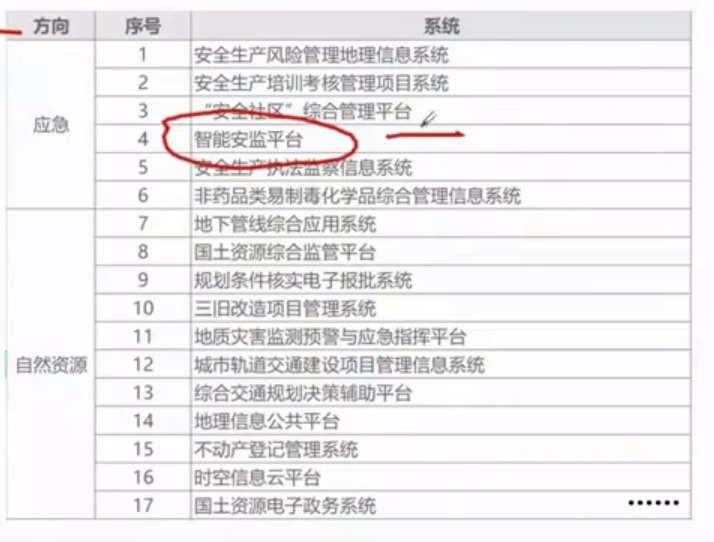 方向 序号 系统
应急 1 安全生产风险管理地理信息系统
2 安全生产培训考核管理项目系统
3 “安全社区”综合管理平台
4 智能安监平台
5 安全生产执法监察信息系统
6 非药品类易制毒化学品综合管理信息系统
自然资源 7 地下管线综合应用系统
8 国土资源综合监管平台
9 规划条件核实电子报批系统
10 三旧改造项目管理系统
11 地质灾害监测预警与应急指挥平台
12 城市轨道交通建设项目管理信息系统
13 综合交通规划决策辅助平台
14 地理信息公共平台
15 不动产登记管理系统
16 时空信息云平台
17 国土资源电子政务系统 ......